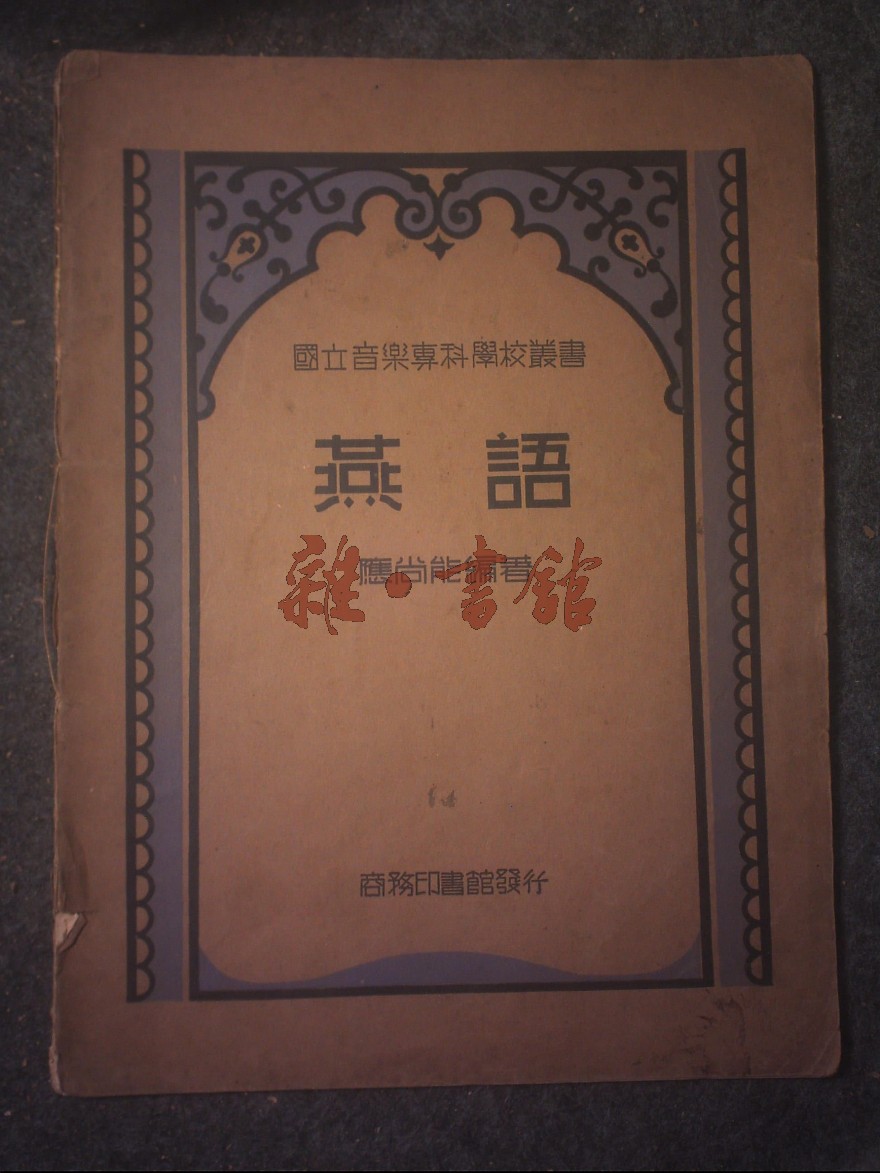 國立音樂專科學校叢書
燕語
應尚能編著
雜·書館
商務印書館發行